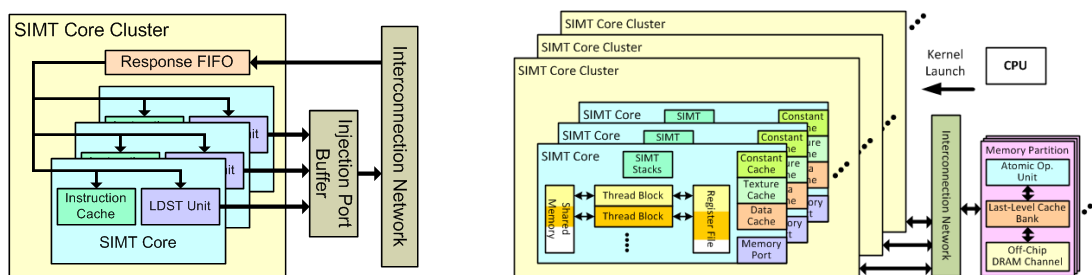 SIMT Core Cluster
Response FIFO
Instruction
Cache
LDST Unit
SIMT Core
Injection Port
Buffer
Interconnection Network
SIMT Core Cluster
SIMT Core Cluster
SIMT Core Cluster
SIMT Core
SIMT
Constant
SIMT Core
SIMT
Constant
SIMT Core
SIMT
Stacks
Constant
Cache
Texture
Cache
Data
Cache
Memory
Port
Shared
Memory
Thread Block
Thread Block
Register File
Kernel
Launch
CPU
Interconnection Network
Memory Partition
Atomic Op.
Unit
Last-Level Cache
Bank
Off-Chip
DRAM Channel